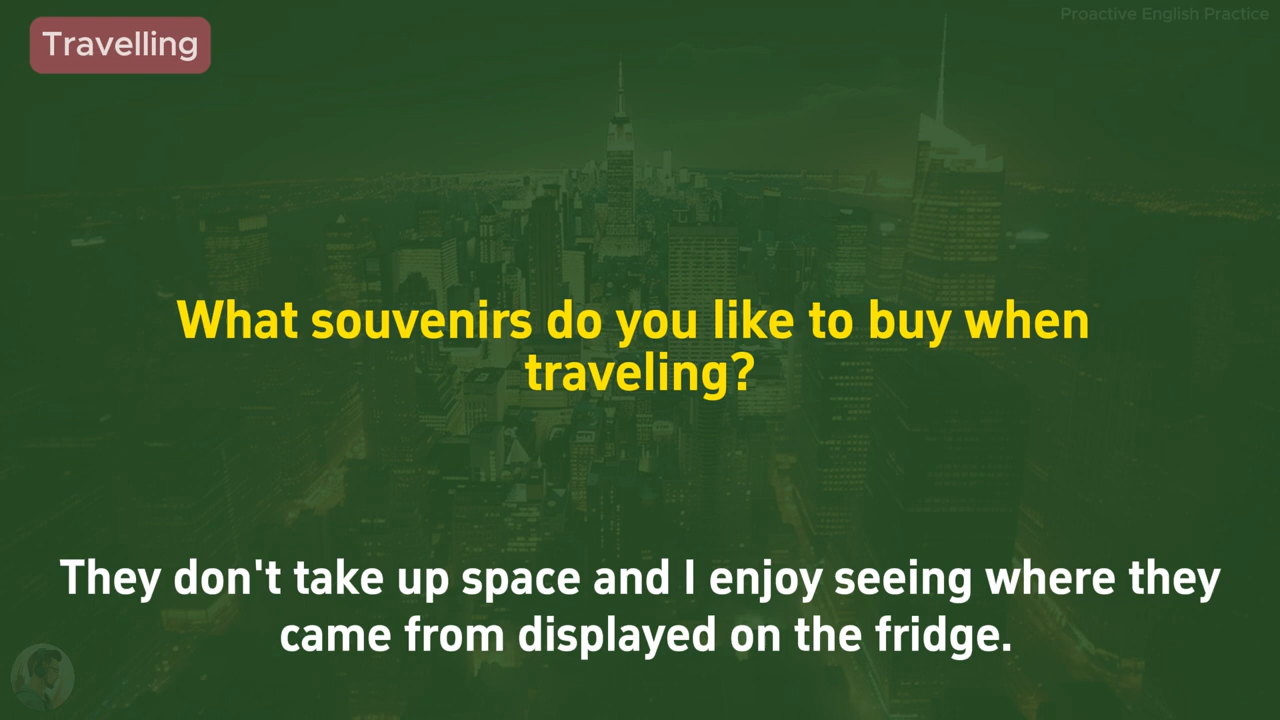 Travelling
Proactive English Practice
What souvenirs do you like to buy when
traveling?
They don't take up space and I enjoy seeing where they
came from displayed on the fridge.